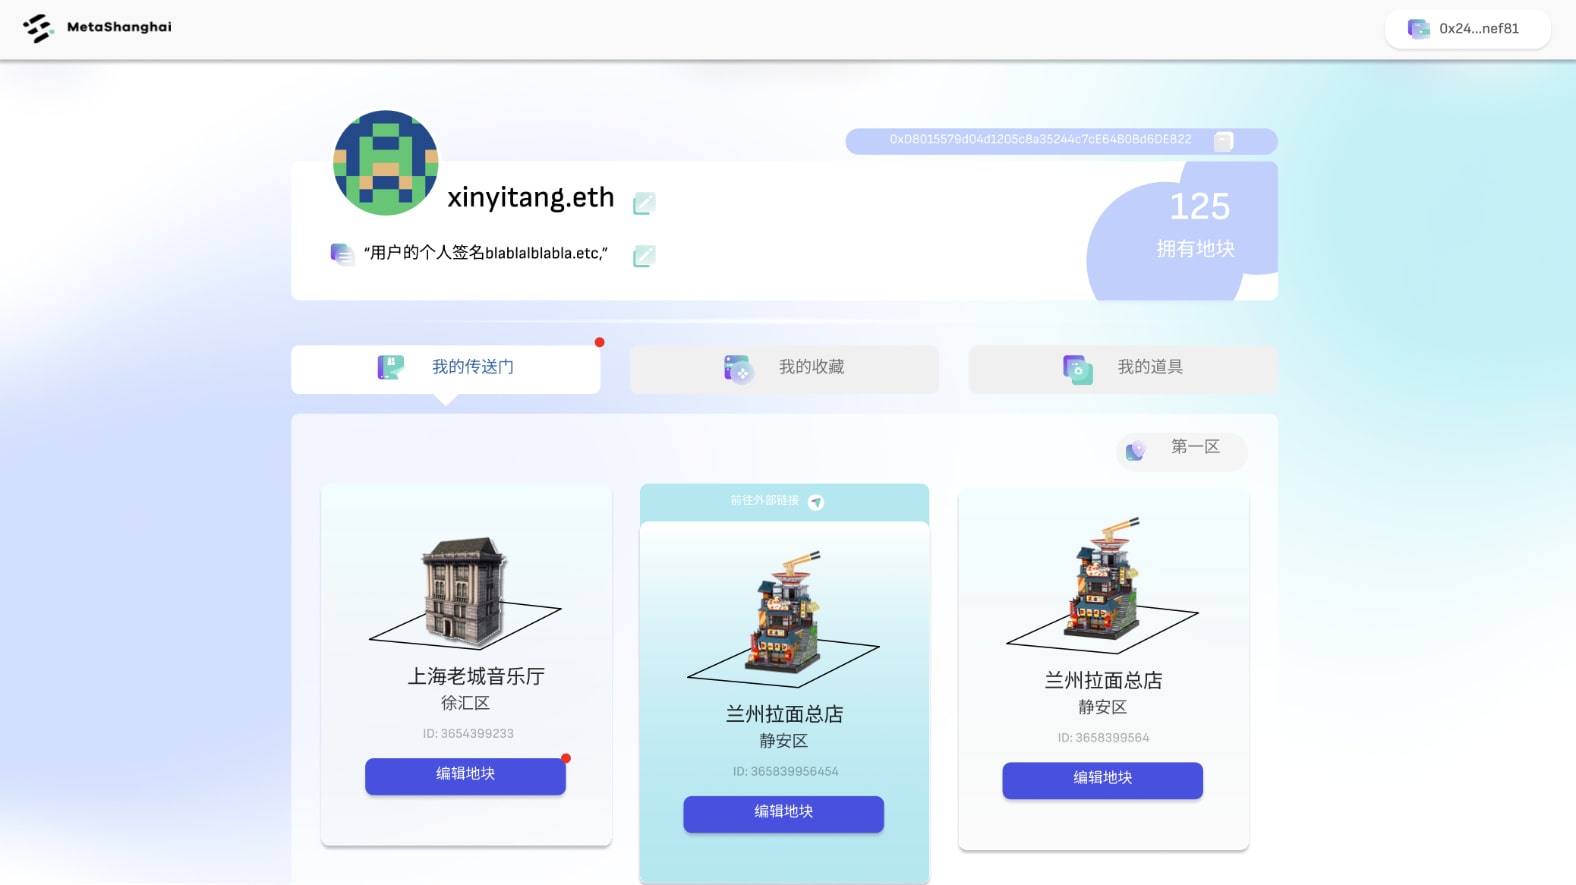 MetaShanghai
0x24...nef81
0xD8015579d04d1205c8a35244c7cE64B0Bd6DE822
xinyitang.eth
125
“用户的个人签名blablalblabla.etc,”
拥有地块
我的传送门
我的收藏
我的道具
第一区
上海老城音乐厅
徐汇区
ID: 3654399233
编辑地块
前往外部链接
兰州拉面总店
静安区
ID: 365839956454
编辑地块
兰州拉面总店
静安区
ID: 3658399564
编辑地块